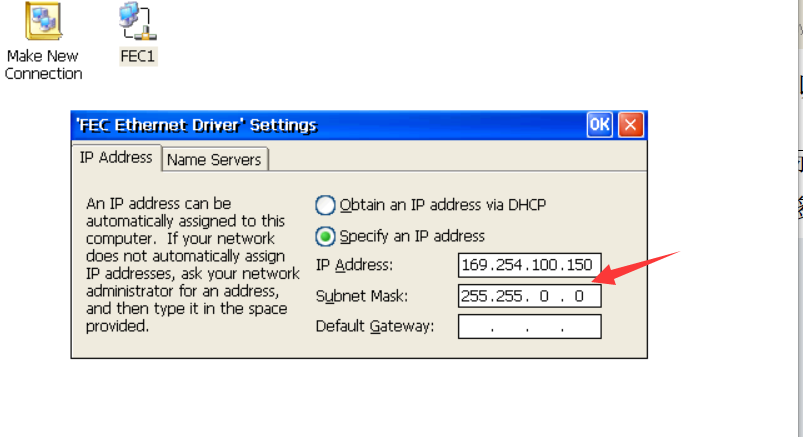 Make New
Connection
FEC1
'FEC Ethernet Driver' Settings
OK
IP Address
Name Servers
An IP address can be
automatically assigned to this
computer. If your network
does not automatically assign
IP addresses, ask your network
administrator for an address,
and then type it in the space
provided.
Obtain an IP address via DHCP
Specify an IP address
IP Address:
169.254.100.150
Subnet Mask:
255.255. 0 . 0
Default Gateway:
. . .